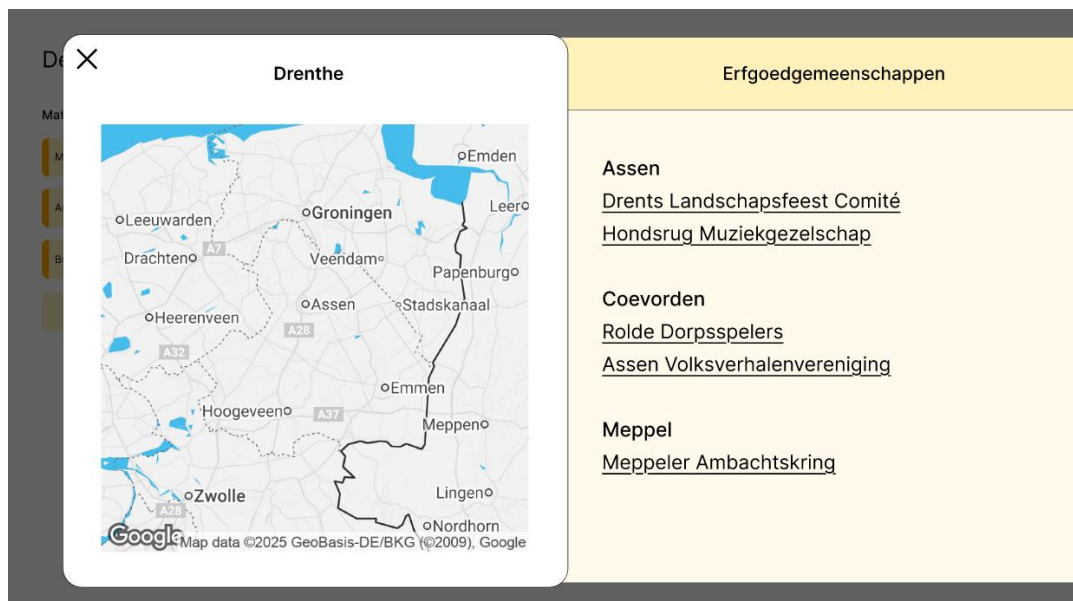 Drenthe
Emden
Leer
Leeuwarden
Groningen
A7
Drachten
Veendam
Papenburg
Assen
Stadskanaal
Heerenveen
A28
A32
Emmen
Hoogeveen
A37
Meppen
Zwolle
Lingen
A28
Nordhorn
Google
Map data ©2025 GeoBasis-DE/BKG (©2009), Google
Erfgoedgemeenschappen
Assen
Drents Landschapsfeest Comité
Hondsrug Muziekgezelschap
Coevorden
Rolde Dorpsspelers
Assen Volksverhalenvereniging
Meppel
Meppeler Ambachtskring